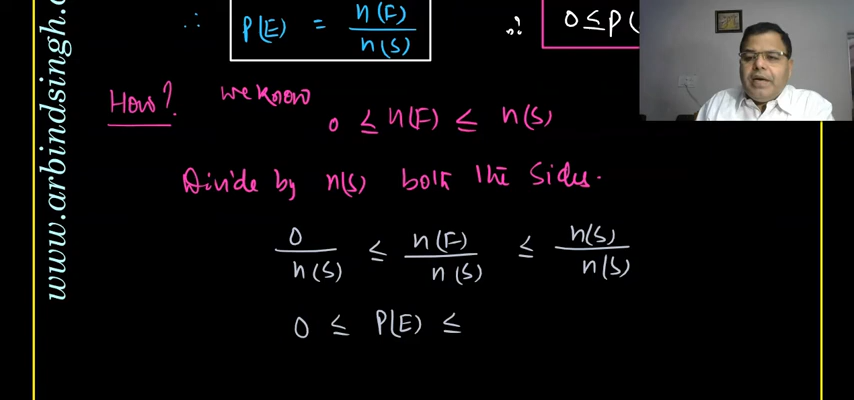 www.arbindsingh.c
∴ P(E) = n(F)/n(S) ∴ 0 ≤ P(
How? we know
0 ≤ n(F) ≤ n(S)
Divide by n(S) both the sides.
0/n(S) ≤ n(F)/n(S) ≤ n(S)/n(S)
0 ≤ P(E) ≤